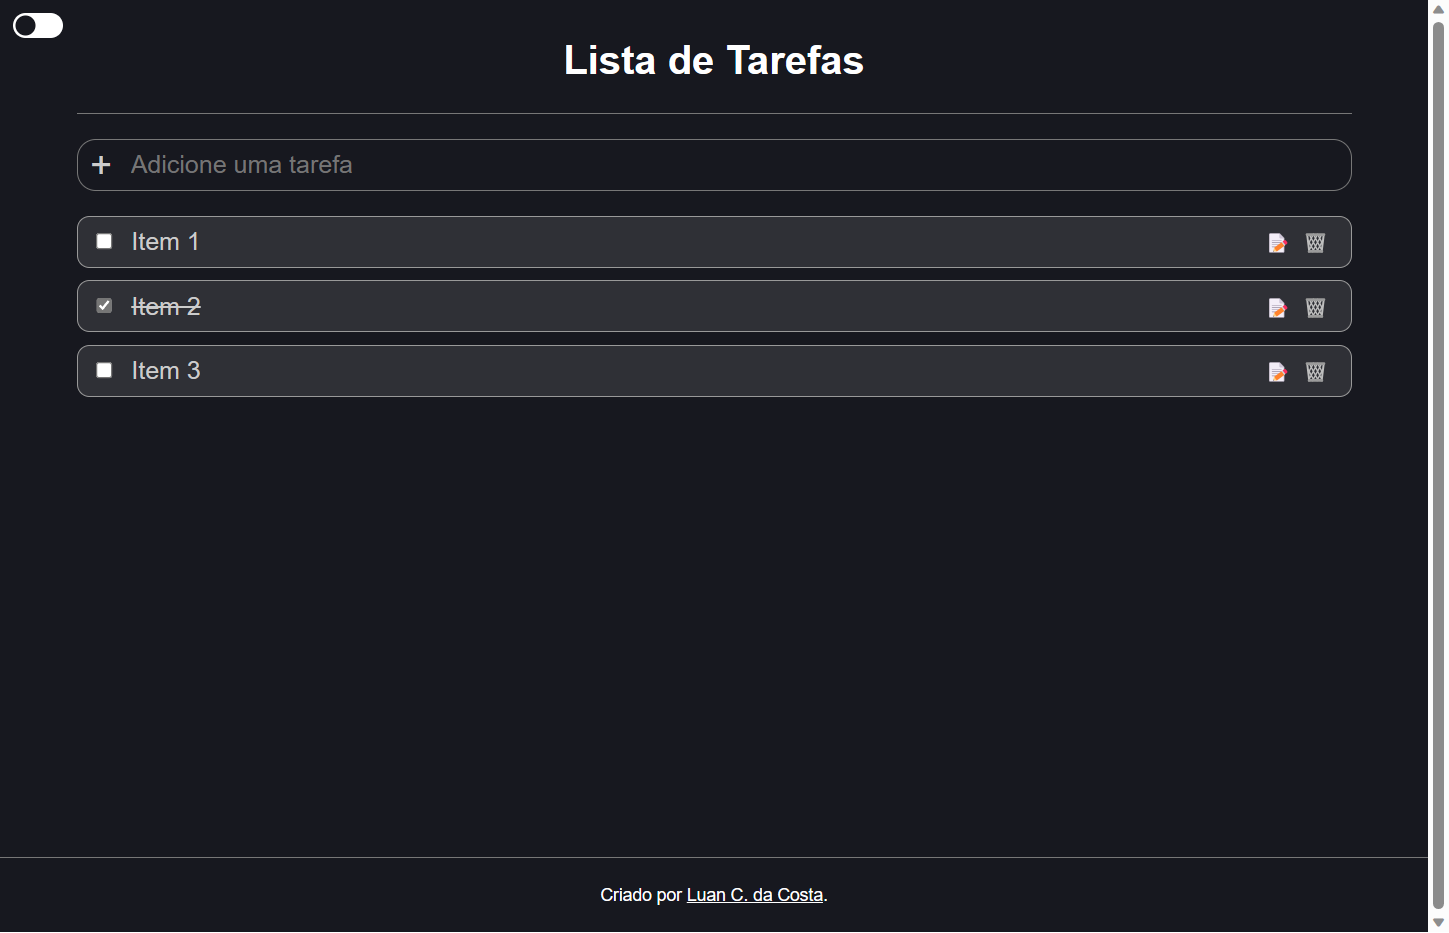 Lista de Tarefas
Adicione uma tarefa
Item 1
Item 2
Item 3
Criado por Luan C. da Costa.